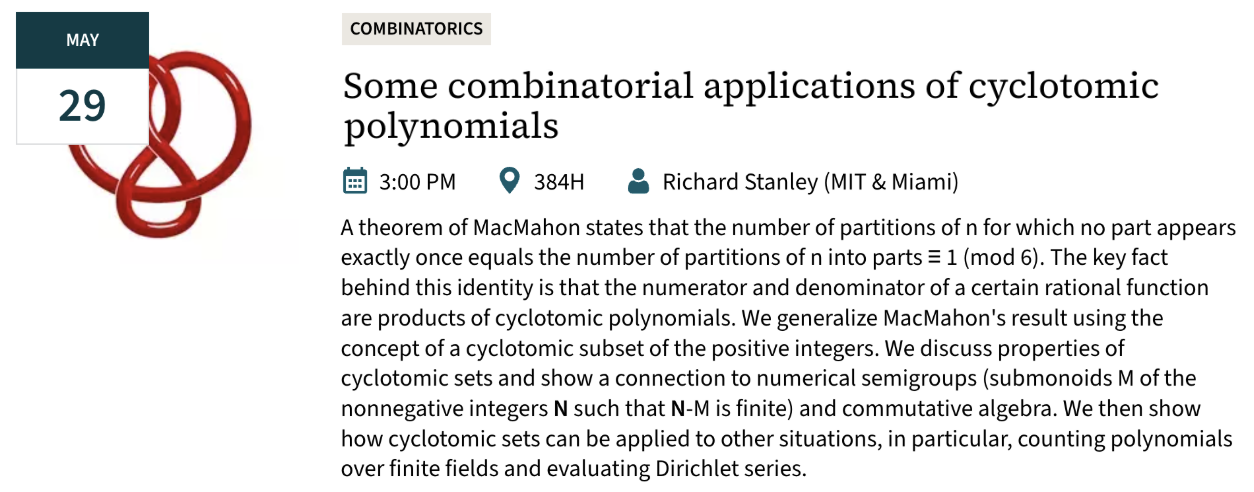 MAY
29
COMBINATORICS
Some combinatorial applications of cyclotomic
polynomials
3:00 PM 384H Richard Stanley (MIT & Miami)
A theorem of MacMahon states that the number of partitions of n for which no part appears
exactly once equals the number of partitions of n into parts ≡ 1 (mod 6). The key fact
behind this identity is that the numerator and denominator of a certain rational function
are products of cyclotomic polynomials. We generalize MacMahon's result using the
concept of a cyclotomic subset of the positive integers. We discuss properties of
cyclotomic sets and show a connection to numerical semigroups (submonoids M of the
nonnegative integers N such that N-M is finite) and commutative algebra. We then show
how cyclotomic sets can be applied to other situations, in particular, counting polynomials
over finite fields and evaluating Dirichlet series.